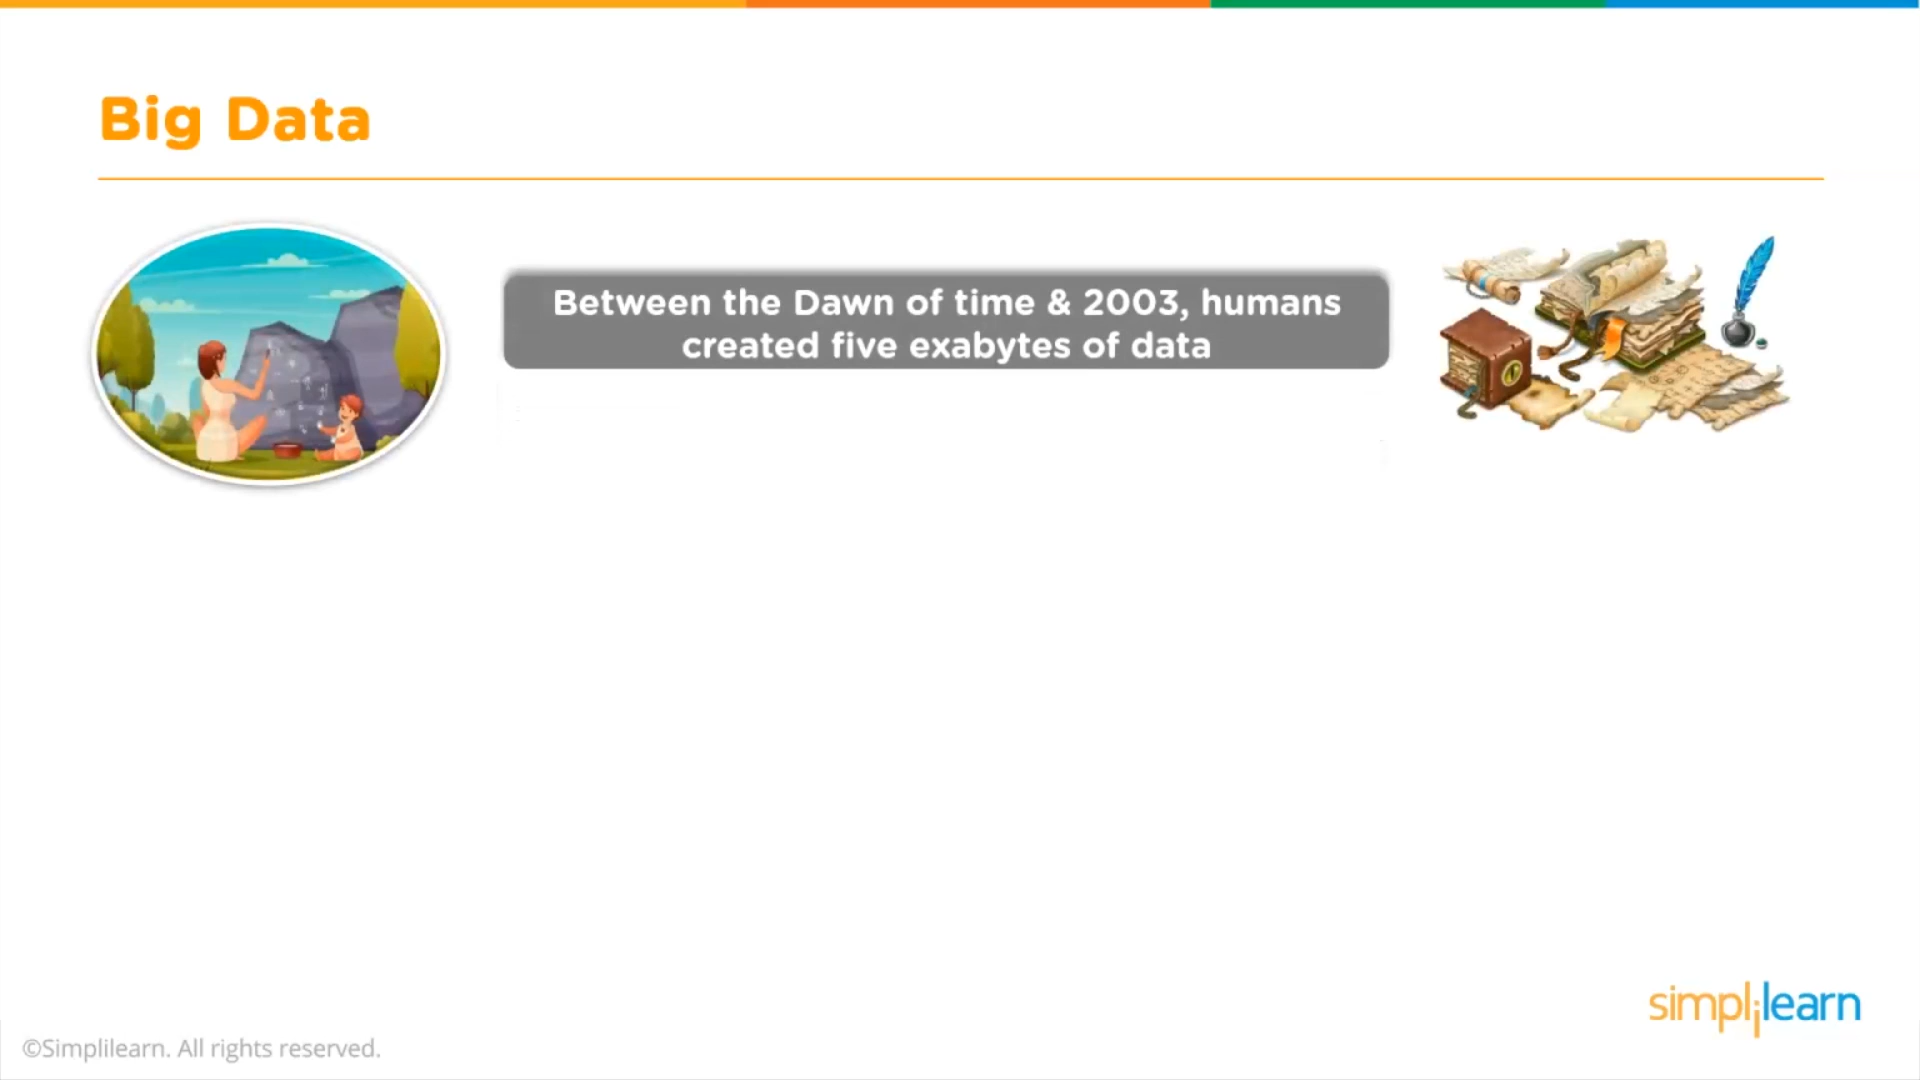 Big Data
Between the Dawn of time & 2003, humans
created five exabytes of data
simplilearn
©Simplilearn. All rights reserved.